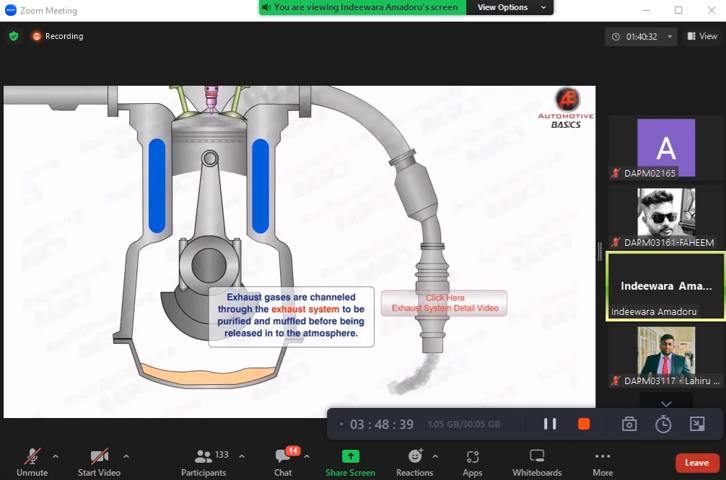 Zoom Meeting
You are viewing Indeewara Amadoru's screen
View Options
Recording
01:40:32
View
AB
AUTOMOTIVE
BASICS
A
DAPM02165
DAPM03161-FAHEEM
Indeewara Ama...
Indeewara Amadoru
DAPM03117 - Lahiru ...
Exhaust gases are channeled
through the exhaust system to be
purified and muffled before being
released in to the atmosphere.
Click Here
Exhaust System Detail Video
03:48:39
1.05 GB/30.05 GB
Unmute
Start Video
133
Participants
14
Chat
Share Screen
Reactions
Apps
Whiteboards
More
Leave